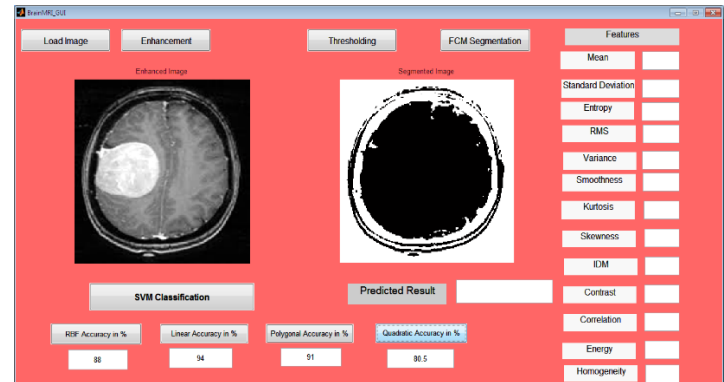 BrainMRI_GUI
Load Image Enhancement Thresholding FCM Segmentation Features
Enhanced Image Segmented Image
Mean
Standard Deviation
Entropy
RMS
Variance
Smoothness
Kurtosis
Skewness
IDM
Contrast
Correlation
Energy
Homogeneity
SVM Classification Predicted Result
RBF Accuracy in % Linear Accuracy in % Polygonal Accuracy in % Quadratic Accuracy in %
88 94 91 80.5